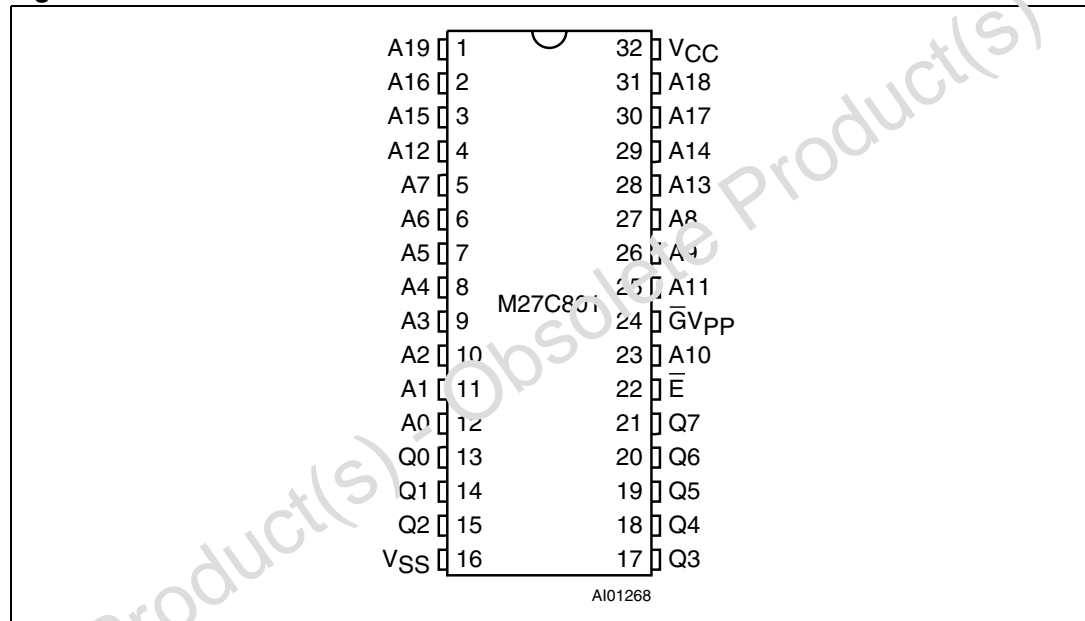 A19 1 32 VCC
A16 2 31 A18
A15 3 30 A17
A12 4 29 A14
A7 5 28 A13
A6 6 27 A8
A5 7 26 A9
A4 8 25 A11
M27C801
A3 9 24 G̅VPP
A2 10 23 A10
A1 11 22 E̅
A0 12 21 Q7
Q0 13 20 Q6
Q1 14 19 Q5
Q2 15 18 Q4
VSS 16 17 Q3
AI01268
Product(s) - Obsolete Product(s)